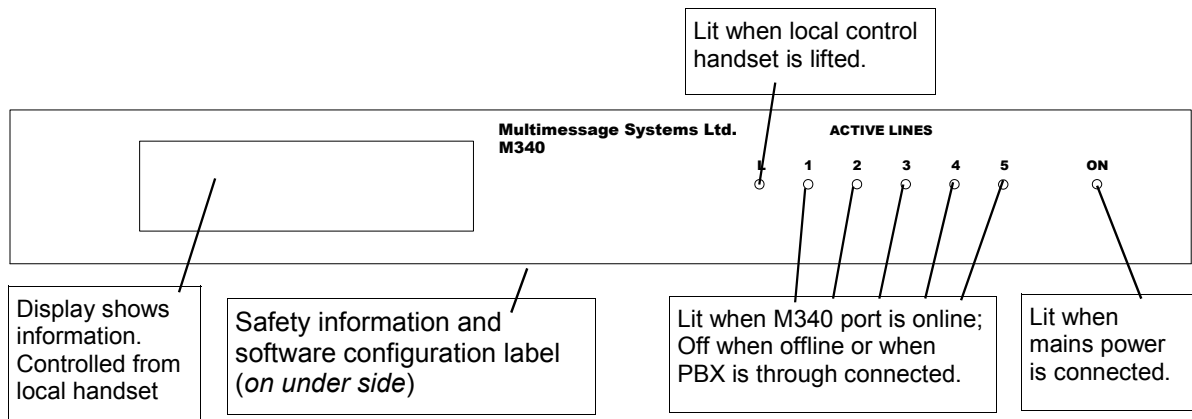 Lit when local control
handset is lifted.
Multimessage Systems Ltd.
M340
ACTIVE LINES
L 1 2 3 4 5 ON
Display shows
information.
Controlled from
local handset
Safety information and
software configuration label
(on under side)
Lit when M340 port is online;
Off when offline or when
PBX is through connected.
Lit when
mains power
is connected.